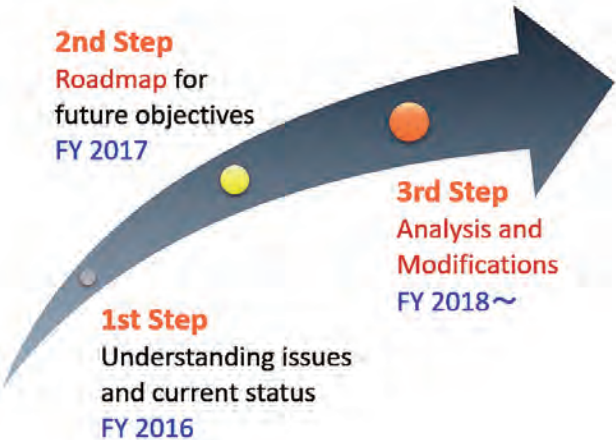 2nd Step
Roadmap for
future objectives
FY 2017
3rd Step
Analysis and
Modifications
FY 2018～
1st Step
Understanding issues
and current status
FY 2016